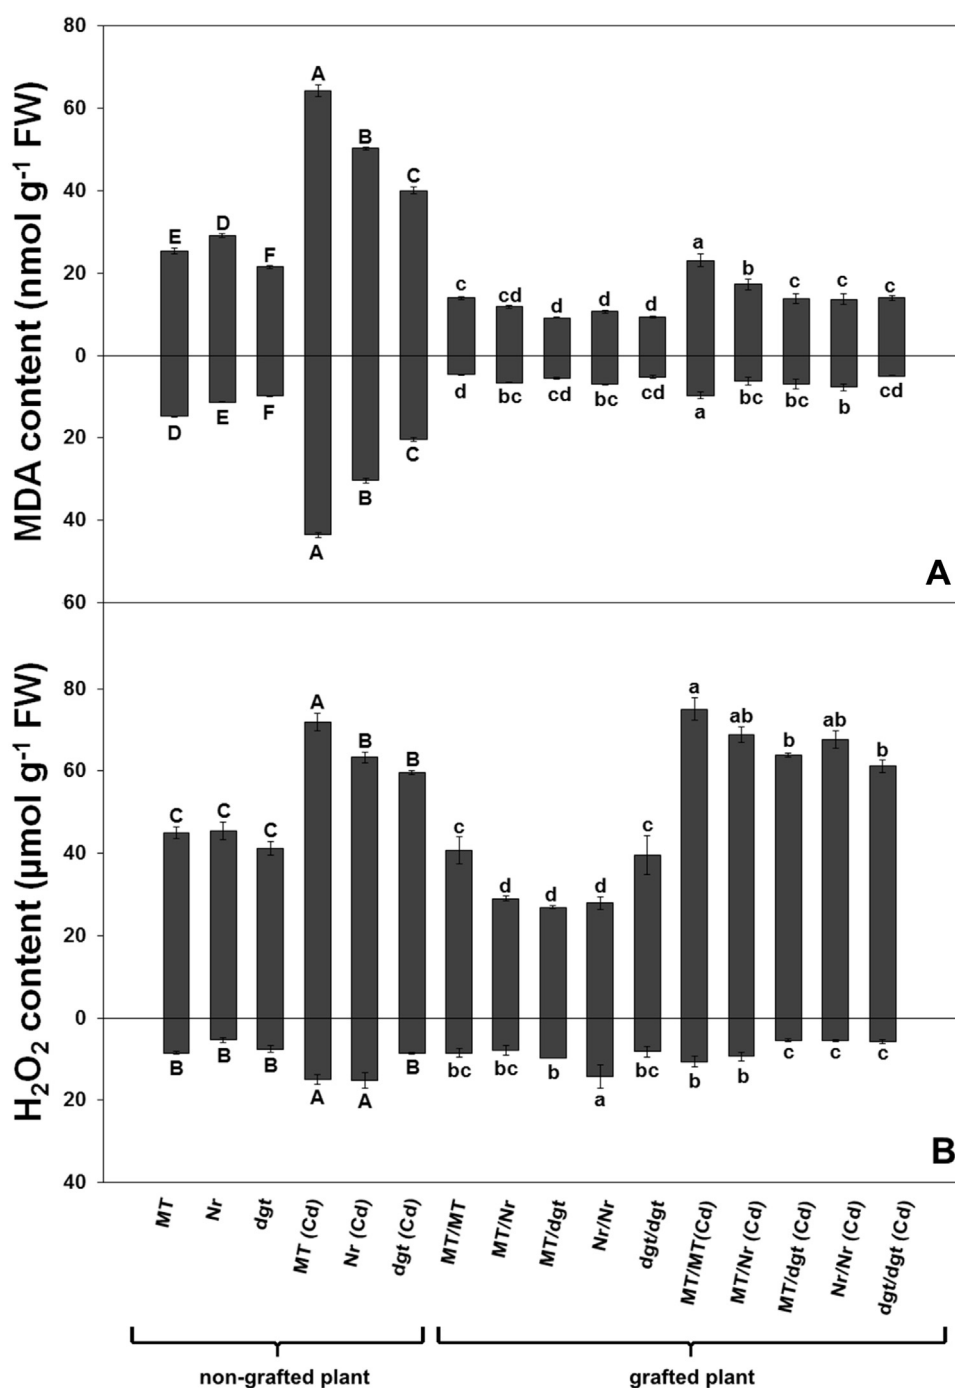 80
60
40
20
0
20
40
60
MDA content (nmol g⁻¹ FW)
E D F A B C c cd d d d a b c c c
D E F A B C d bc cd bc cd a bc bc b cd
A
80
60
40
20
0
20
40
H₂O₂ content (µmol g⁻¹ FW)
C C C A B B c d d d c a ab b ab b
B B B A A B bc bc b a bc b b c c c
B
MT
Nr
dgt
MT (Cd)
Nr (Cd)
dgt (Cd)
MT/MT
MT/Nr
MT/dgt
Nr/Nr
dgt/dgt
MT/MT(Cd)
MT/Nr (Cd)
MT/dgt (Cd)
Nr/Nr (Cd)
dgt/dgt (Cd)
non-grafted plant
grafted plant